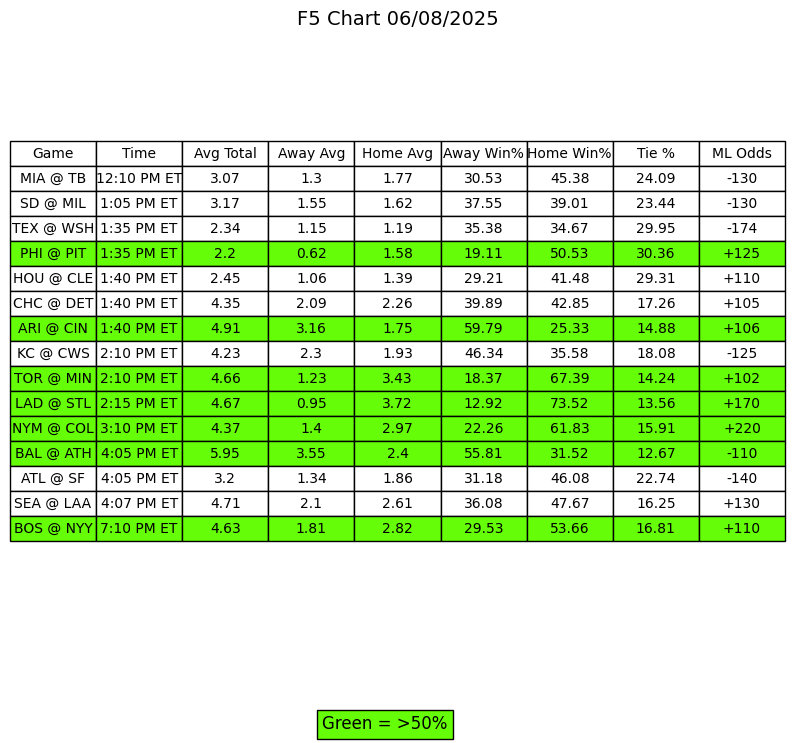 F5 Chart 06/08/2025
Game Time Avg Total Away Avg Home Avg Away Win% Home Win% Tie % ML Odds
MIA @ TB 12:10 PM ET 3.07 1.3 1.77 30.53 45.38 24.09 -130
SD @ MIL 1:05 PM ET 3.17 1.55 1.62 37.55 39.01 23.44 -130
TEX @ WSH 1:35 PM ET 2.34 1.15 1.19 35.38 34.67 29.95 -174
PHI @ PIT 1:35 PM ET 2.2 0.62 1.58 19.11 50.53 30.36 +125
HOU @ CLE 1:40 PM ET 2.45 1.06 1.39 29.21 41.48 29.31 +110
CHC @ DET 1:40 PM ET 4.35 2.09 2.26 39.89 42.85 17.26 +105
ARI @ CIN 1:40 PM ET 4.91 3.16 1.75 59.79 25.33 14.88 +106
KC @ CWS 2:10 PM ET 4.23 2.3 1.93 46.34 35.58 18.08 -125
TOR @ MIN 2:10 PM ET 4.66 1.23 3.43 18.37 67.39 14.24 +102
LAD @ STL 2:15 PM ET 4.67 0.95 3.72 12.92 73.52 13.56 +170
NYM @ COL 3:10 PM ET 4.37 1.4 2.97 22.26 61.83 15.91 +220
BAL @ ATH 4:05 PM ET 5.95 3.55 2.4 55.81 31.52 12.67 -110
ATL @ SF 4:05 PM ET 3.2 1.34 1.86 31.18 46.08 22.74 -140
SEA @ LAA 4:07 PM ET 4.71 2.1 2.61 36.08 47.67 16.25 +130
BOS @ NYY 7:10 PM ET 4.63 1.81 2.82 29.53 53.66 16.81 +110
Green = >50%